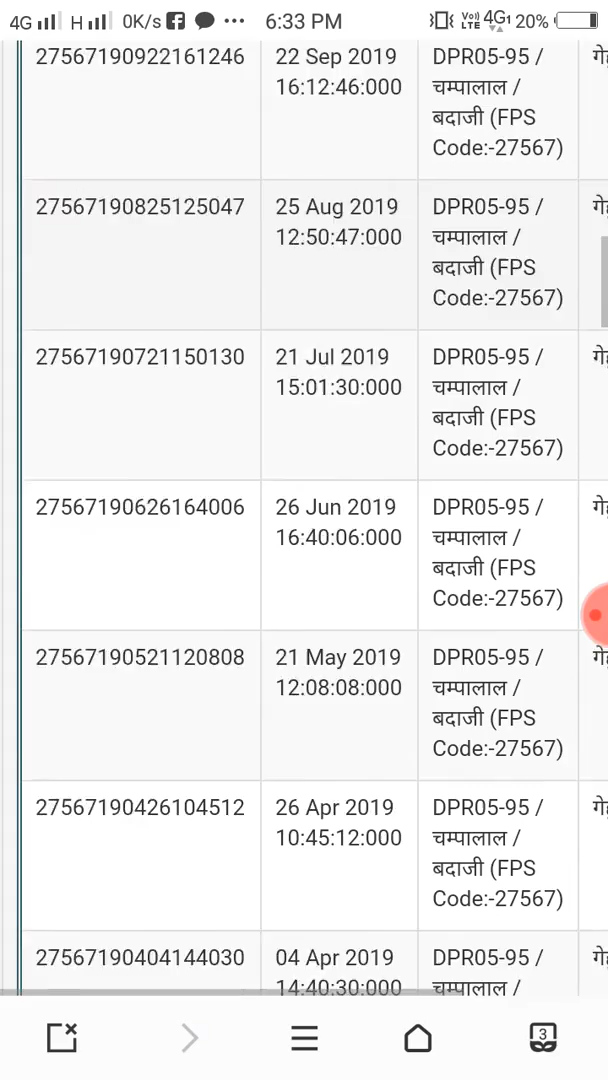 4G H 0K/s 6:33 PM Vo)) LTE 4G1 20%
27567190922161246 22 Sep 2019 DPR05-95 /
16:12:46:000 चम्पालाल /
बदाजी (FPS
Code:-27567)
27567190825125047 25 Aug 2019 DPR05-95 /
12:50:47:000 चम्पालाल /
बदाजी (FPS
Code:-27567)
27567190721150130 21 Jul 2019 DPR05-95 /
15:01:30:000 चम्पालाल /
बदाजी (FPS
Code:-27567)
27567190626164006 26 Jun 2019 DPR05-95 /
16:40:06:000 चम्पालाल /
बदाजी (FPS
Code:-27567)
27567190521120808 21 May 2019 DPR05-95 /
12:08:08:000 चम्पालाल /
बदाजी (FPS
Code:-27567)
27567190426104512 26 Apr 2019 DPR05-95 /
10:45:12:000 चम्पालाल /
बदाजी (FPS
Code:-27567)
27567190404144030 04 Apr 2019 DPR05-95 /
14:40:30:000 चम्पालाल /
3